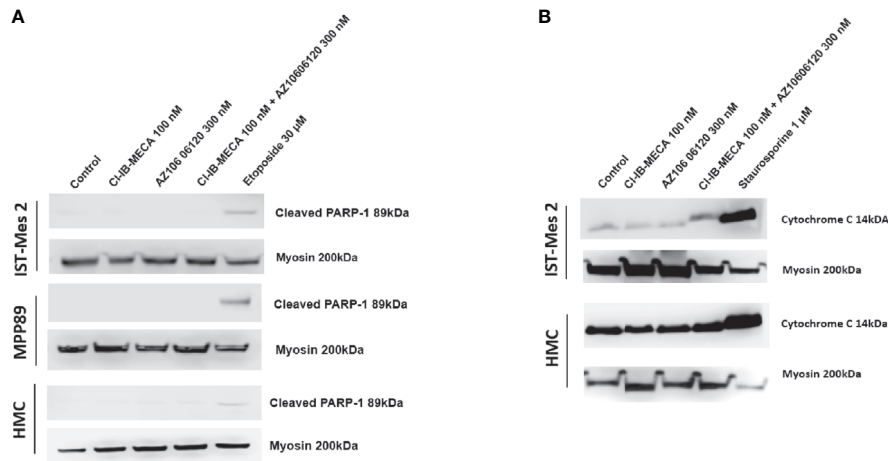 A
Control
Cl-IB-MECA 100 nM
AZ106 06120 300 nM
Cl-IB-MECA 100 nM + AZ10606120 300 nM
Etoposide 30 µM
IST-Mes 2
Cleaved PARP-1 89kDa
Myosin 200kDa
MPP89
Cleaved PARP-1 89kDa
Myosin 200kDa
HMC
Cleaved PARP-1 89kDa
Myosin 200kDa
B
Control
Cl-IB-MECA 100 nM
AZ106 06120 300 nM
Cl-IB-MECA 100 nM + AZ10606120 300 nM
Staurosporine 1 µM
IST-Mes 2
Cytochrome C 14kDA
Myosin 200kDa
HMC
Cytochrome C 14kDa
Myosin 200kDa